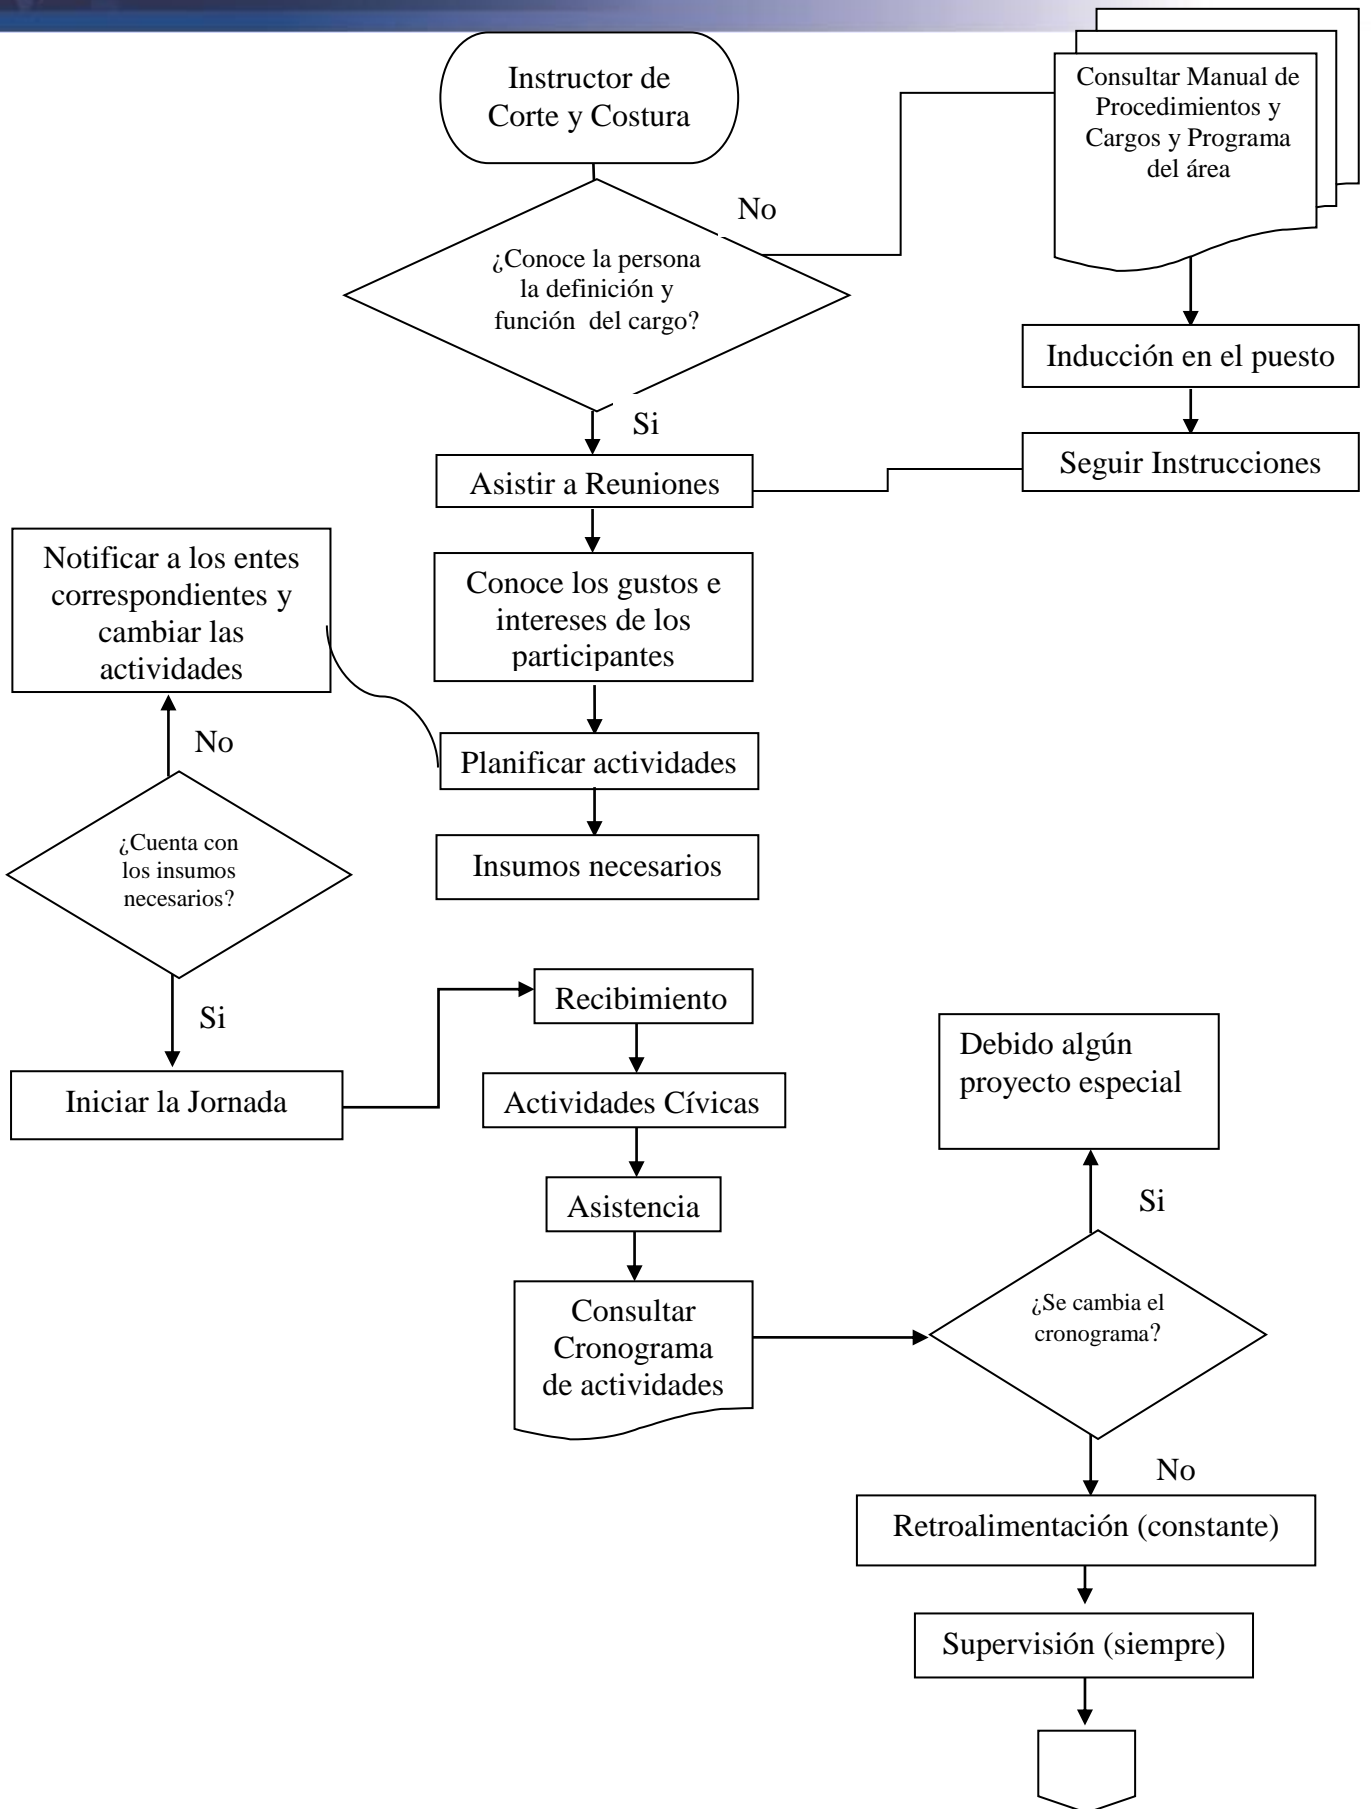 Instructor de
Corte y Costura
Consultar Manual de
Procedimientos y
Cargos y Programa
del área
No
¿Conoce la persona
la definición y
función  del cargo?
Inducción en el puesto
Si
Seguir Instrucciones
Asistir a Reuniones
Notificar a los entes
correspondientes y
cambiar las
actividades
Conoce los gustos e
intereses de los
participantes
No
Planificar actividades
¿Cuenta con
los insumos
necesarios?
Insumos necesarios
Si
Recibimiento
Iniciar la Jornada
Actividades Cívicas
Debido algún
proyecto especial
Asistencia
Si
Consultar
Cronograma
de actividades
¿Se cambia el
cronograma?
No
Retroalimentación (constante)
Supervisión (siempre)